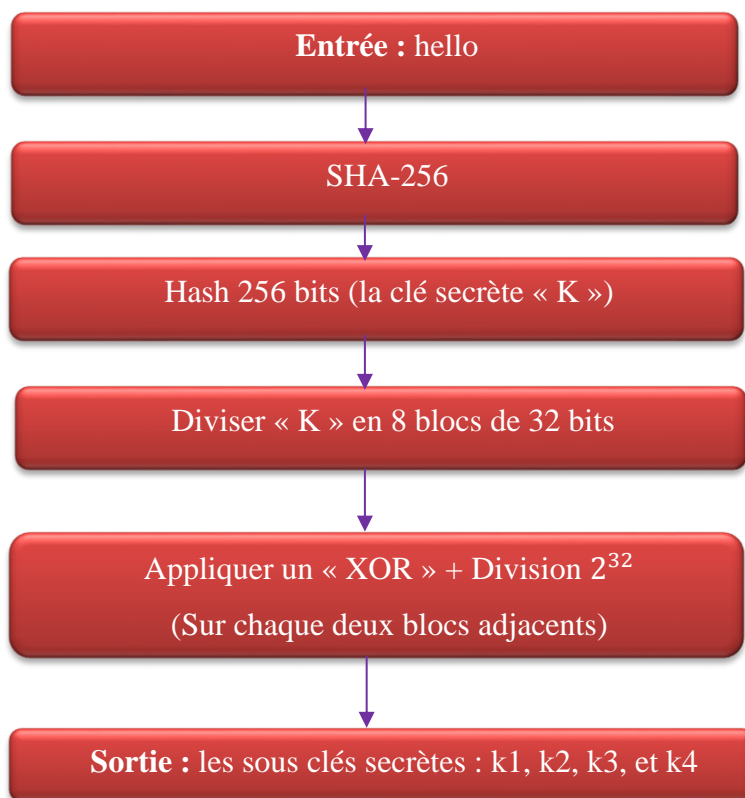 Entrée : hello
SHA-256
Hash 256 bits (la clé secrète « K »)
Diviser « K » en 8 blocs de 32 bits
Appliquer un « XOR » + Division 2³²
(Sur chaque deux blocs adjacents)
Sortie : les sous clés secrètes : k1, k2, k3, et k4